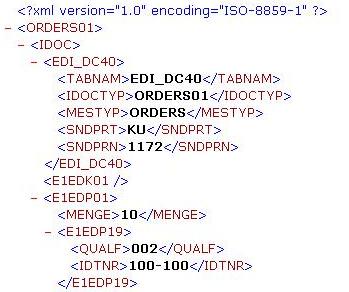 <?xml version="1.0" encoding="ISO-8859-1" ?>
- <ORDERS01>
- <IDOC>
- <EDI_DC40>
<TABNAM>EDI_DC40</TABNAM>
<IDOCTYP>ORDERS01</IDOCTYP>
<MESTYP>ORDERS</MESTYP>
<SNDPRT>KU</SNDPRT>
<SNDPRN>1172</SNDPRN>
</EDI_DC40>
<E1EDK01 />
- <E1EDP01>
<MENGE>10</MENGE>
- <E1EDP19>
<QUALF>002</QUALF>
<IDTNR>100-100</IDTNR>
</E1EDP19>